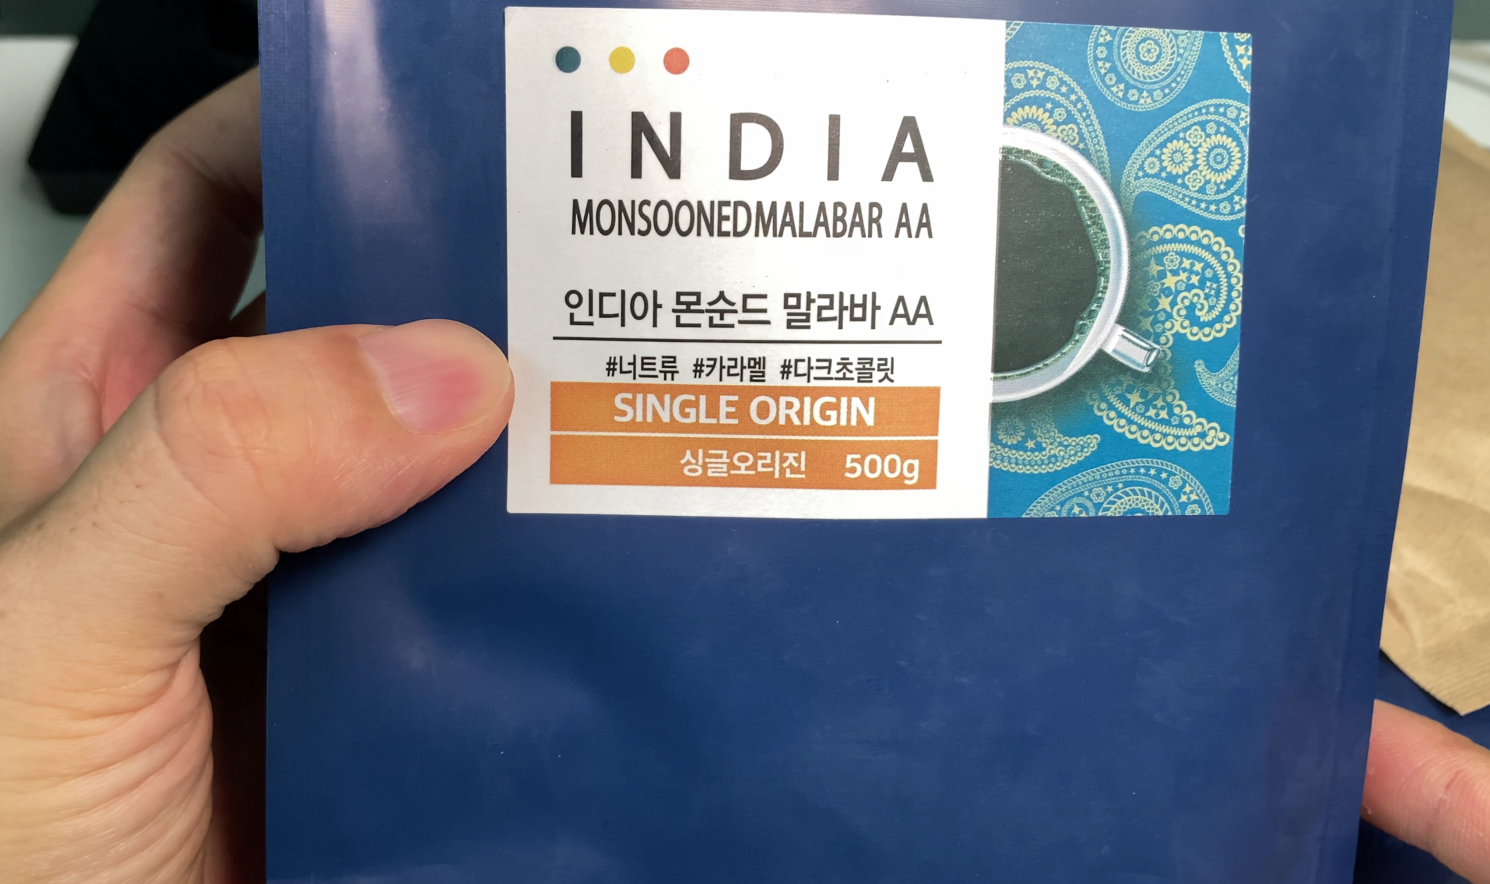 INDIA
MONSOONEDMALABAR AA
인디아 몬순드 말라바 AA
#너트류 #카라멜 #다크초콜릿
SINGLE ORIGIN
싱글오리진 500g